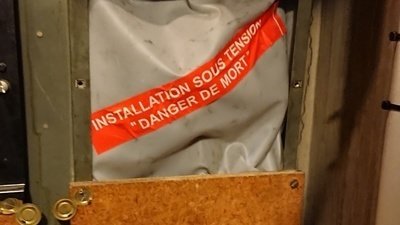 INSTALLATION SOUS TENSION
"DANGER DE MORT"